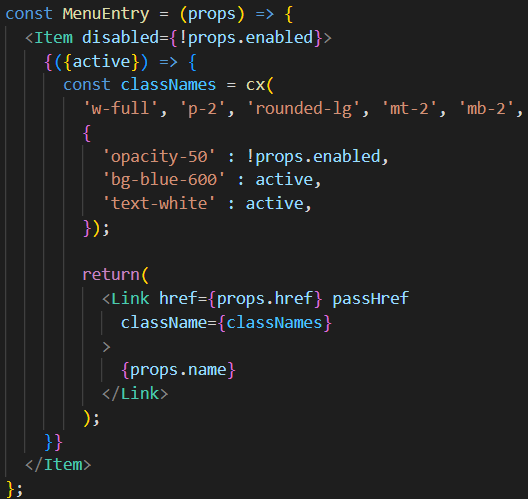 const MenuEntry = (props) => {
  <Item disabled={!props.enabled}>
    {({active}) => {
      const classNames = cx(
        'w-full', 'p-2', 'rounded-lg', 'mt-2', 'mb-2',
        {
          'opacity-50' : !props.enabled,
          'bg-blue-600' : active,
          'text-white' : active,
        });

        return(
          <Link href={props.href} passHref
            className={classNames}
          >
            {props.name}
          </Link>
        );
    }}
  </Item>
};